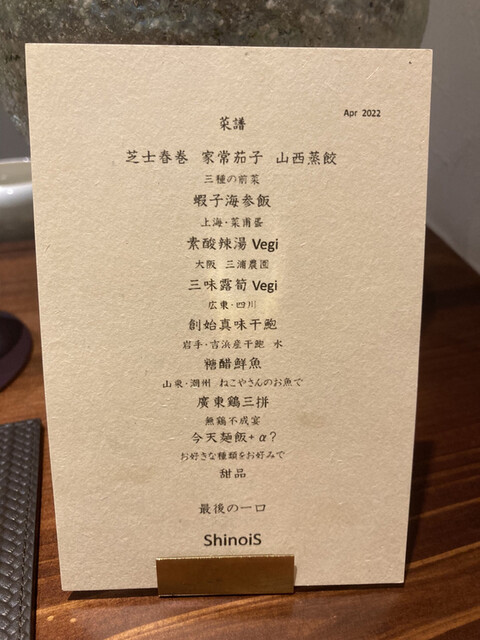 Apr 2022
菜譜
芝士春巻 家常茄子 山西蒸餃
三種の前菜
蝦子海参飯
上海・菜甫蛋
素酸辣湯 Vegi
大阪 三浦農園
三味露筍 Vegi
広東・四川
創始真味干鮑
岩手・吉浜産干鮑 水
糖醋鮮魚
山東・潮州 ねこやさんのお魚で
廣東鶏三拼
無鶏不成宴
今天麺飯+α?
お好きな種類をお好みで
甜品
最後の一口
ShinoiS